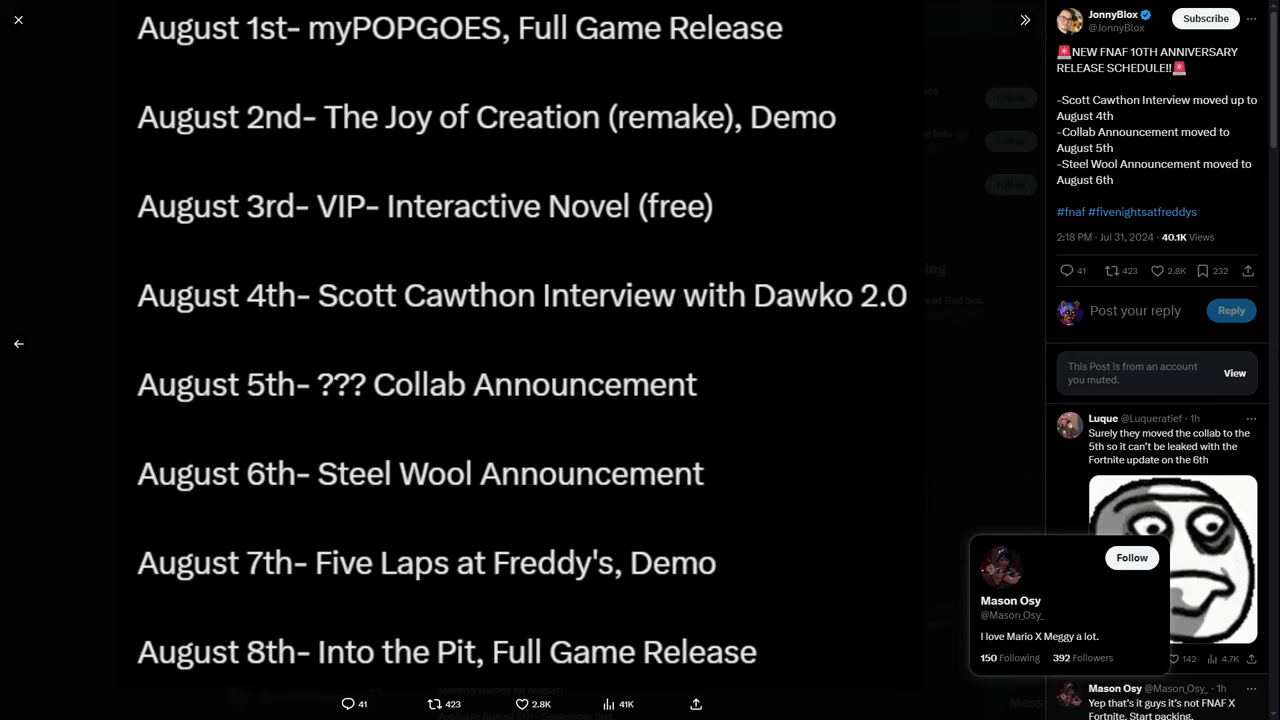 August 1st- myPOPGOES, Full Game Release
August 2nd- The Joy of Creation (remake), Demo
August 3rd- VIP- Interactive Novel (free)
August 4th- Scott Cawthon Interview with Dawko 2.0
August 5th- ??? Collab Announcement
August 6th- Steel Wool Announcement
August 7th- Five Laps at Freddy's, Demo
August 8th- Into the Pit, Full Game Release
41
423
2.8K
41K
JonnyBlox
@JonnyBlox
Subscribe
🚨NEW FNAF 10TH ANNIVERSARY
RELEASE SCHEDULE!!🚨
-Scott Cawthon Interview moved up to
August 4th
-Collab Announcement moved to
August 5th
-Steel Wool Announcement moved to
August 6th
#fnaf #fivenightsatfreddys
2:18 PM · Jul 31, 2024 · 40.1K Views
41
423
2.8K
232
Post your reply
Reply
This Post is from an account
you muted.
View
Luque @Luqueratief · 1h
Surely they moved the collab to the
5th so it can't be leaked with the
Fortnite update on the 6th
Follow
Mason Osy
@Mason_Osy_
I love Mario X Meggy a lot.
150 Following 392 Followers
142
4.7K
Mason Osy @Mason_Osy_ · 1h
Yep that's it guys it's not FNAF X
Fortnite. Start packing.